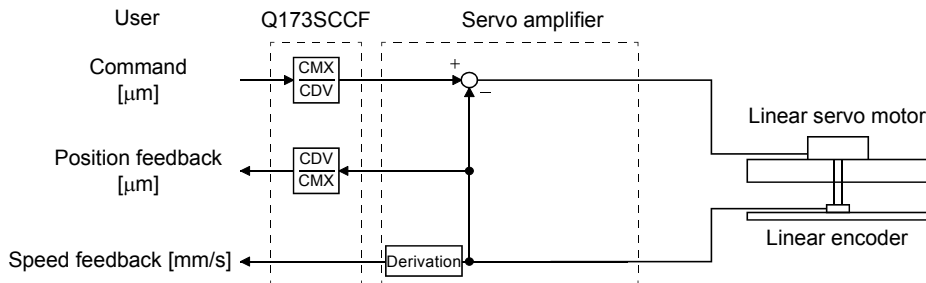 User
Q173SCCF
Servo amplifier
Command
[μm]
CMX
CDV
+
−
Linear servo motor
Position feedback
[μm]
CDV
CMX
Linear encoder
Speed feedback [mm/s]
Derivation